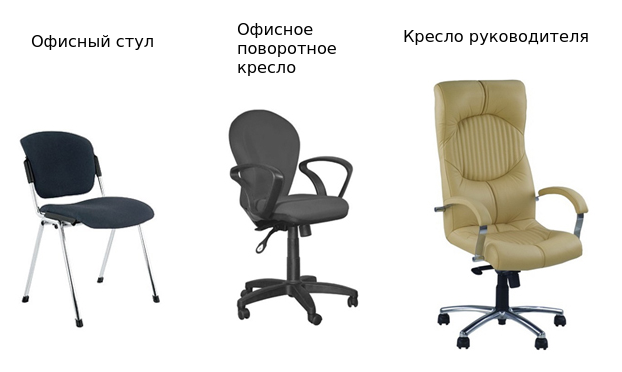 Офисный стул
Офисное
поворотное
кресло
Кресло руководителя